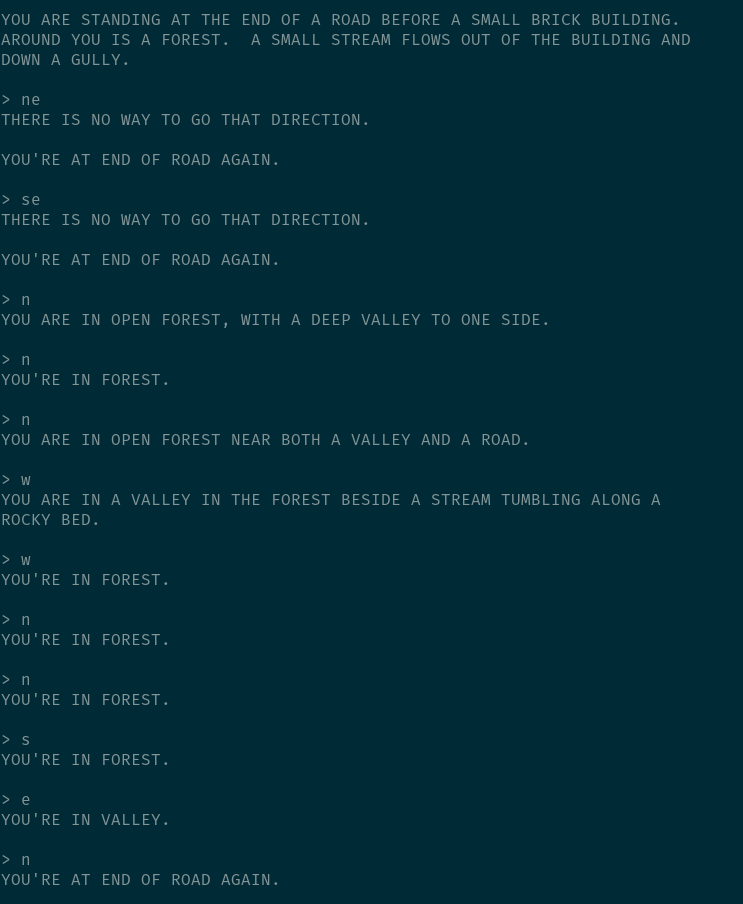 YOU ARE STANDING AT THE END OF A ROAD BEFORE A SMALL BRICK BUILDING.
AROUND YOU IS A FOREST.  A SMALL STREAM FLOWS OUT OF THE BUILDING AND
DOWN A GULLY.
> ne
THERE IS NO WAY TO GO THAT DIRECTION.
YOU'RE AT END OF ROAD AGAIN.
> se
THERE IS NO WAY TO GO THAT DIRECTION.
YOU'RE AT END OF ROAD AGAIN.
> n
YOU ARE IN OPEN FOREST, WITH A DEEP VALLEY TO ONE SIDE.
> n
YOU'RE IN FOREST.
> n
YOU ARE IN OPEN FOREST NEAR BOTH A VALLEY AND A ROAD.
> w
YOU ARE IN A VALLEY IN THE FOREST BESIDE A STREAM TUMBLING ALONG A
ROCKY BED.
> w
YOU'RE IN FOREST.
> n
YOU'RE IN FOREST.
> n
YOU'RE IN FOREST.
> s
YOU'RE IN FOREST.
> e
YOU'RE IN VALLEY.
> n
YOU'RE AT END OF ROAD AGAIN.